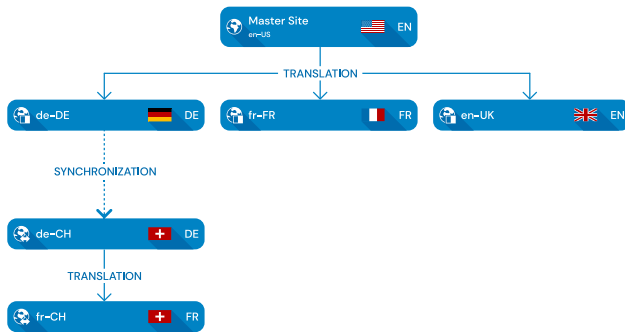 Master Site
en-US
EN
TRANSLATION
de-DE
DE
fr-FR
FR
en-UK
EN
SYNCHRONIZATION
de-CH
DE
TRANSLATION
fr-CH
FR